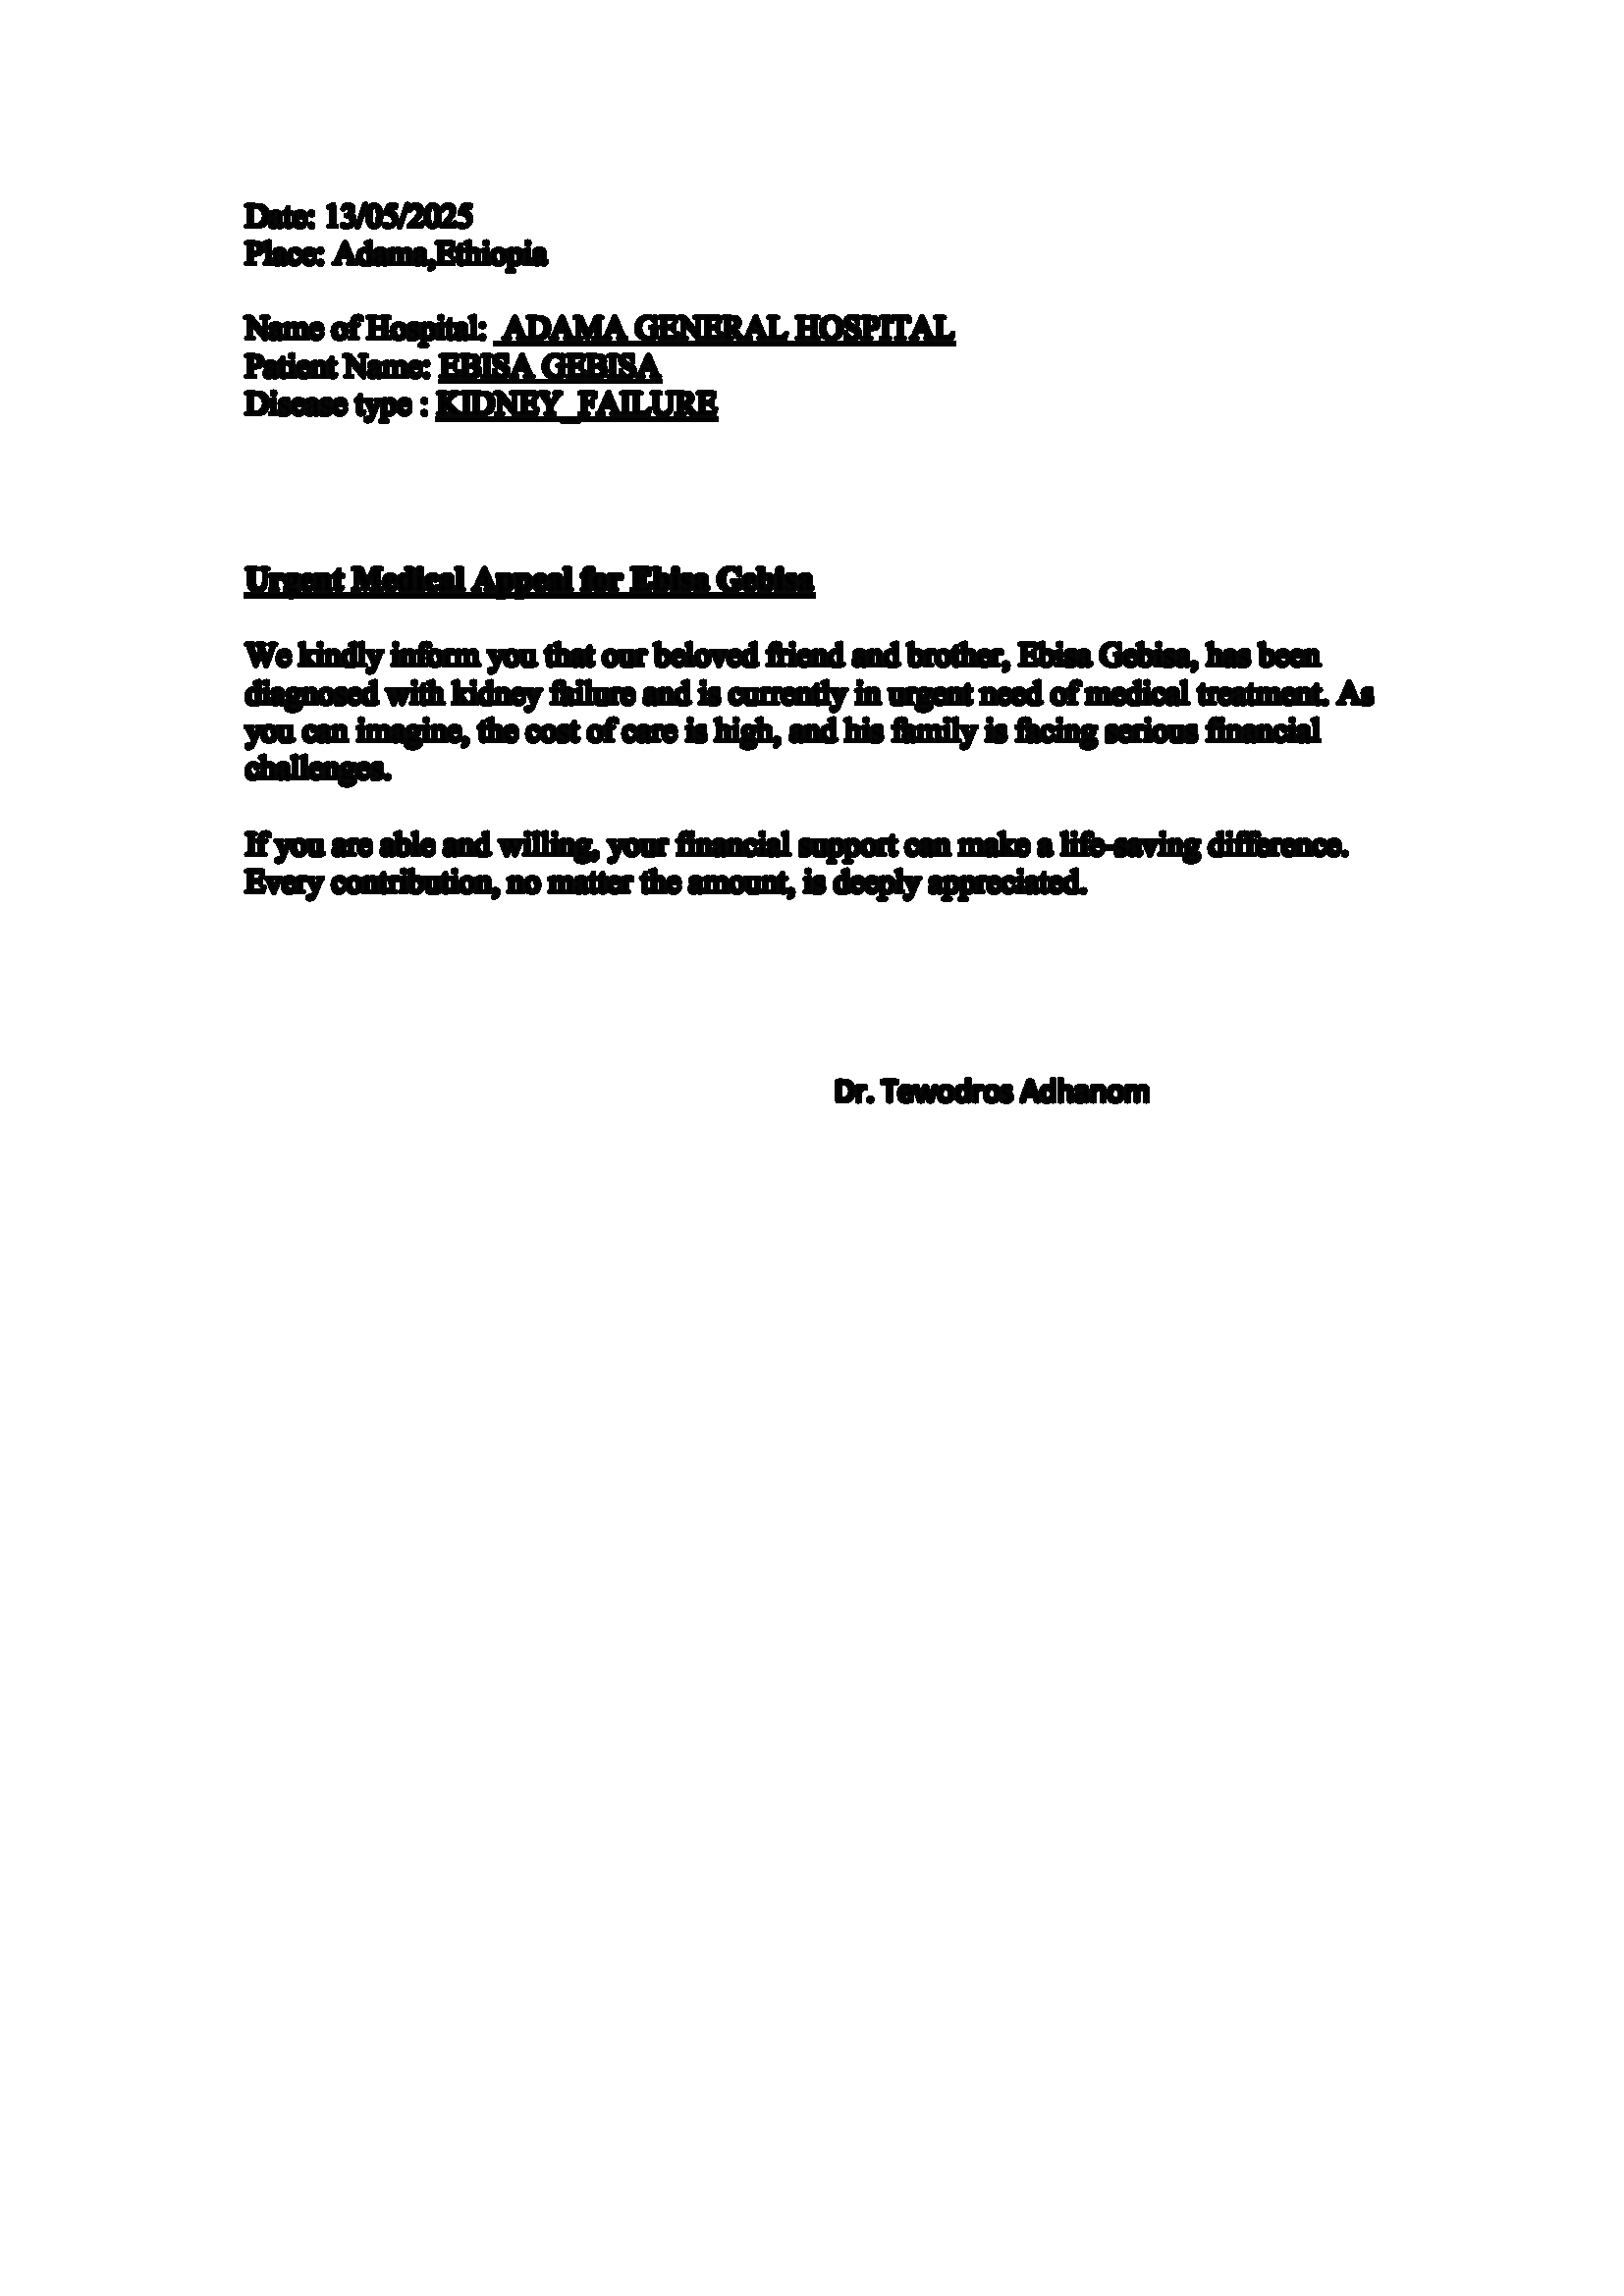 Date: 13/05/2025
Place: Adama,Ethiopia
Name of Hospital: ADAMA GENERAL HOSPITAL
Patient Name: EBISA GEBISA
Disease type : KIDNEY_FAILURE
Urgent Medical Appeal for Ebisa Gebisa
We kindly inform you that our beloved friend and brother, Ebisa Gebisa, has been
diagnosed with kidney failure and is currently in urgent need of medical treatment. As
you can imagine, the cost of care is high, and his family is facing serious financial
challenges.
If you are able and willing, your financial support can make a life-saving difference.
Every contribution, no matter the amount, is deeply appreciated.
Dr. Tewodros Adhanom